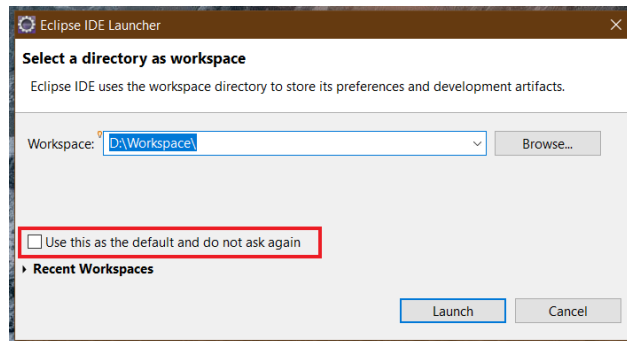 Eclipse IDE Launcher
Select a directory as workspace
Eclipse IDE uses the workspace directory to store its preferences and development artifacts.
Workspace: D:\Workspace\ Browse...
Use this as the default and do not ask again
Recent Workspaces
Launch Cancel